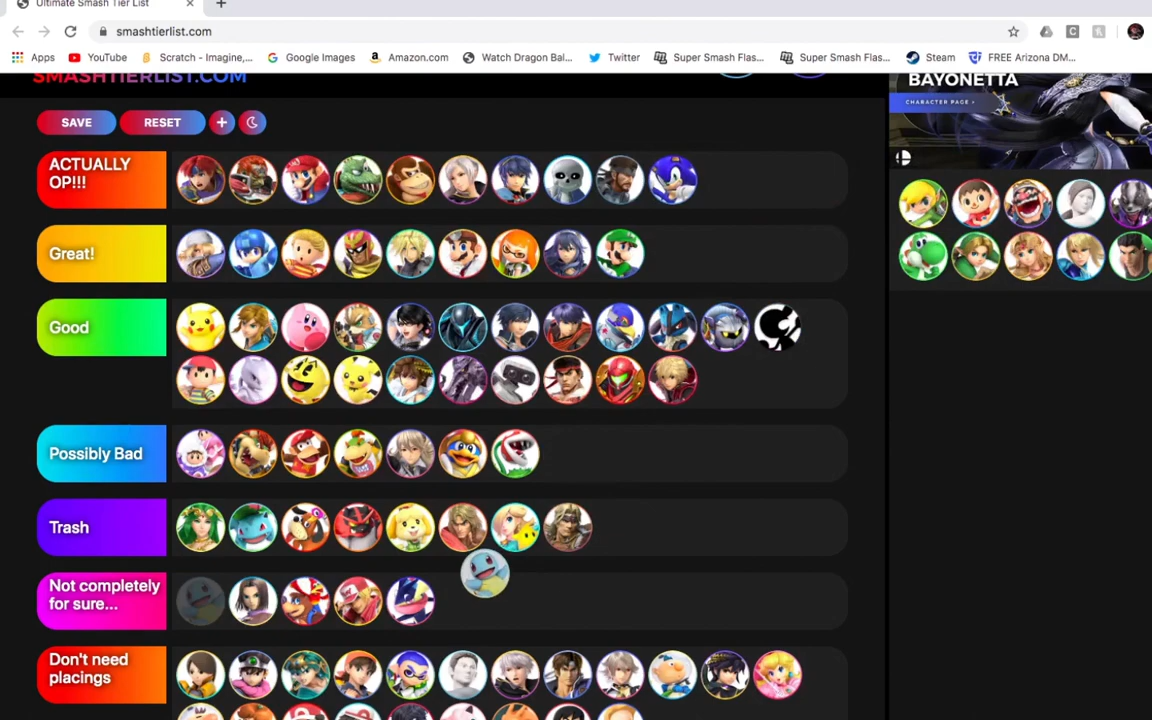 Ultimate Smash Tier List
smashtierlist.com
Apps YouTube Scratch - Imagine,... Google Images Amazon.com Watch Dragon Bal... Twitter Super Smash Flas... Super Smash Flas... Steam FREE Arizona DM...
SMASHTIERLIST.COM
BAYONETTA
CHARACTER PAGE >
SAVE RESET +
ACTUALLY
OP!!!
Great!
Good
Possibly Bad
Trash
Not completely
for sure...
Don't need
placings